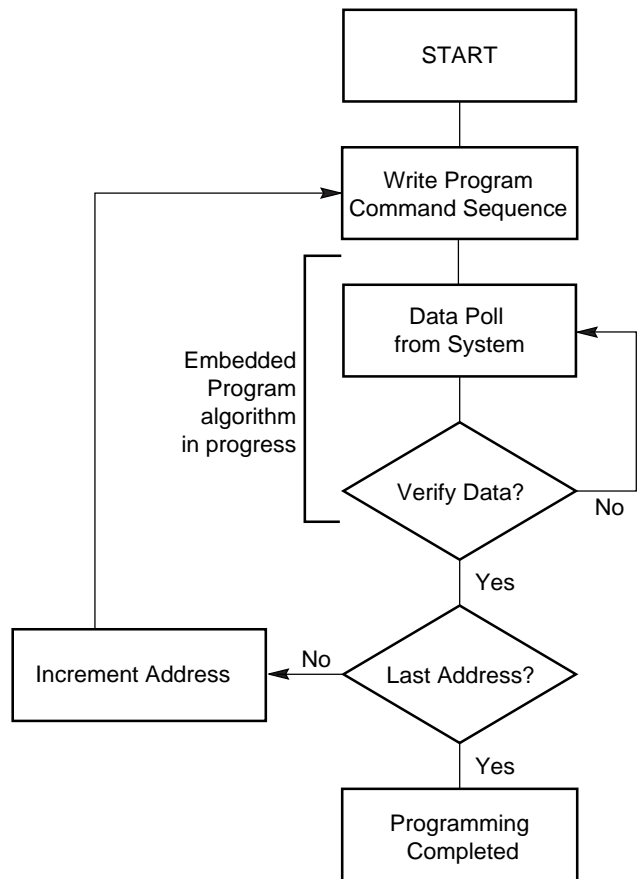 START
Write Program
Command Sequence
Data Poll
from System
Embedded
Program
algorithm
in progress
Verify Data?
No
Yes
Increment Address
No
Last Address?
Yes
Programming
Completed